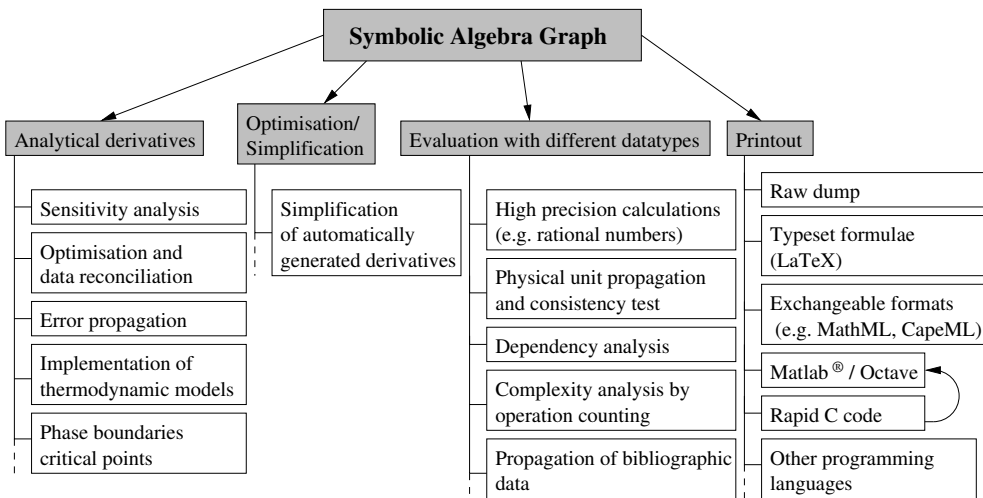 Symbolic Algebra Graph
Analytical derivatives
Sensitivity analysis
Optimisation and
data reconciliation
Error propagation
Implementation of
thermodynamic models
Phase boundaries
critical points
Optimisation/
Simplification
Simplification
of automatically
generated derivatives
Evaluation with different datatypes
High precision calculations
(e.g. rational numbers)
Physical unit propagation
and consistency test
Dependency analysis
Complexity analysis by
operation counting
Propagation of bibliographic
data
Printout
Raw dump
Typeset formulae
(LaTeX)
Exchangeable formats
(e.g. MathML, CapeML)
Matlab ® / Octave
Rapid C code
Other programming
languages